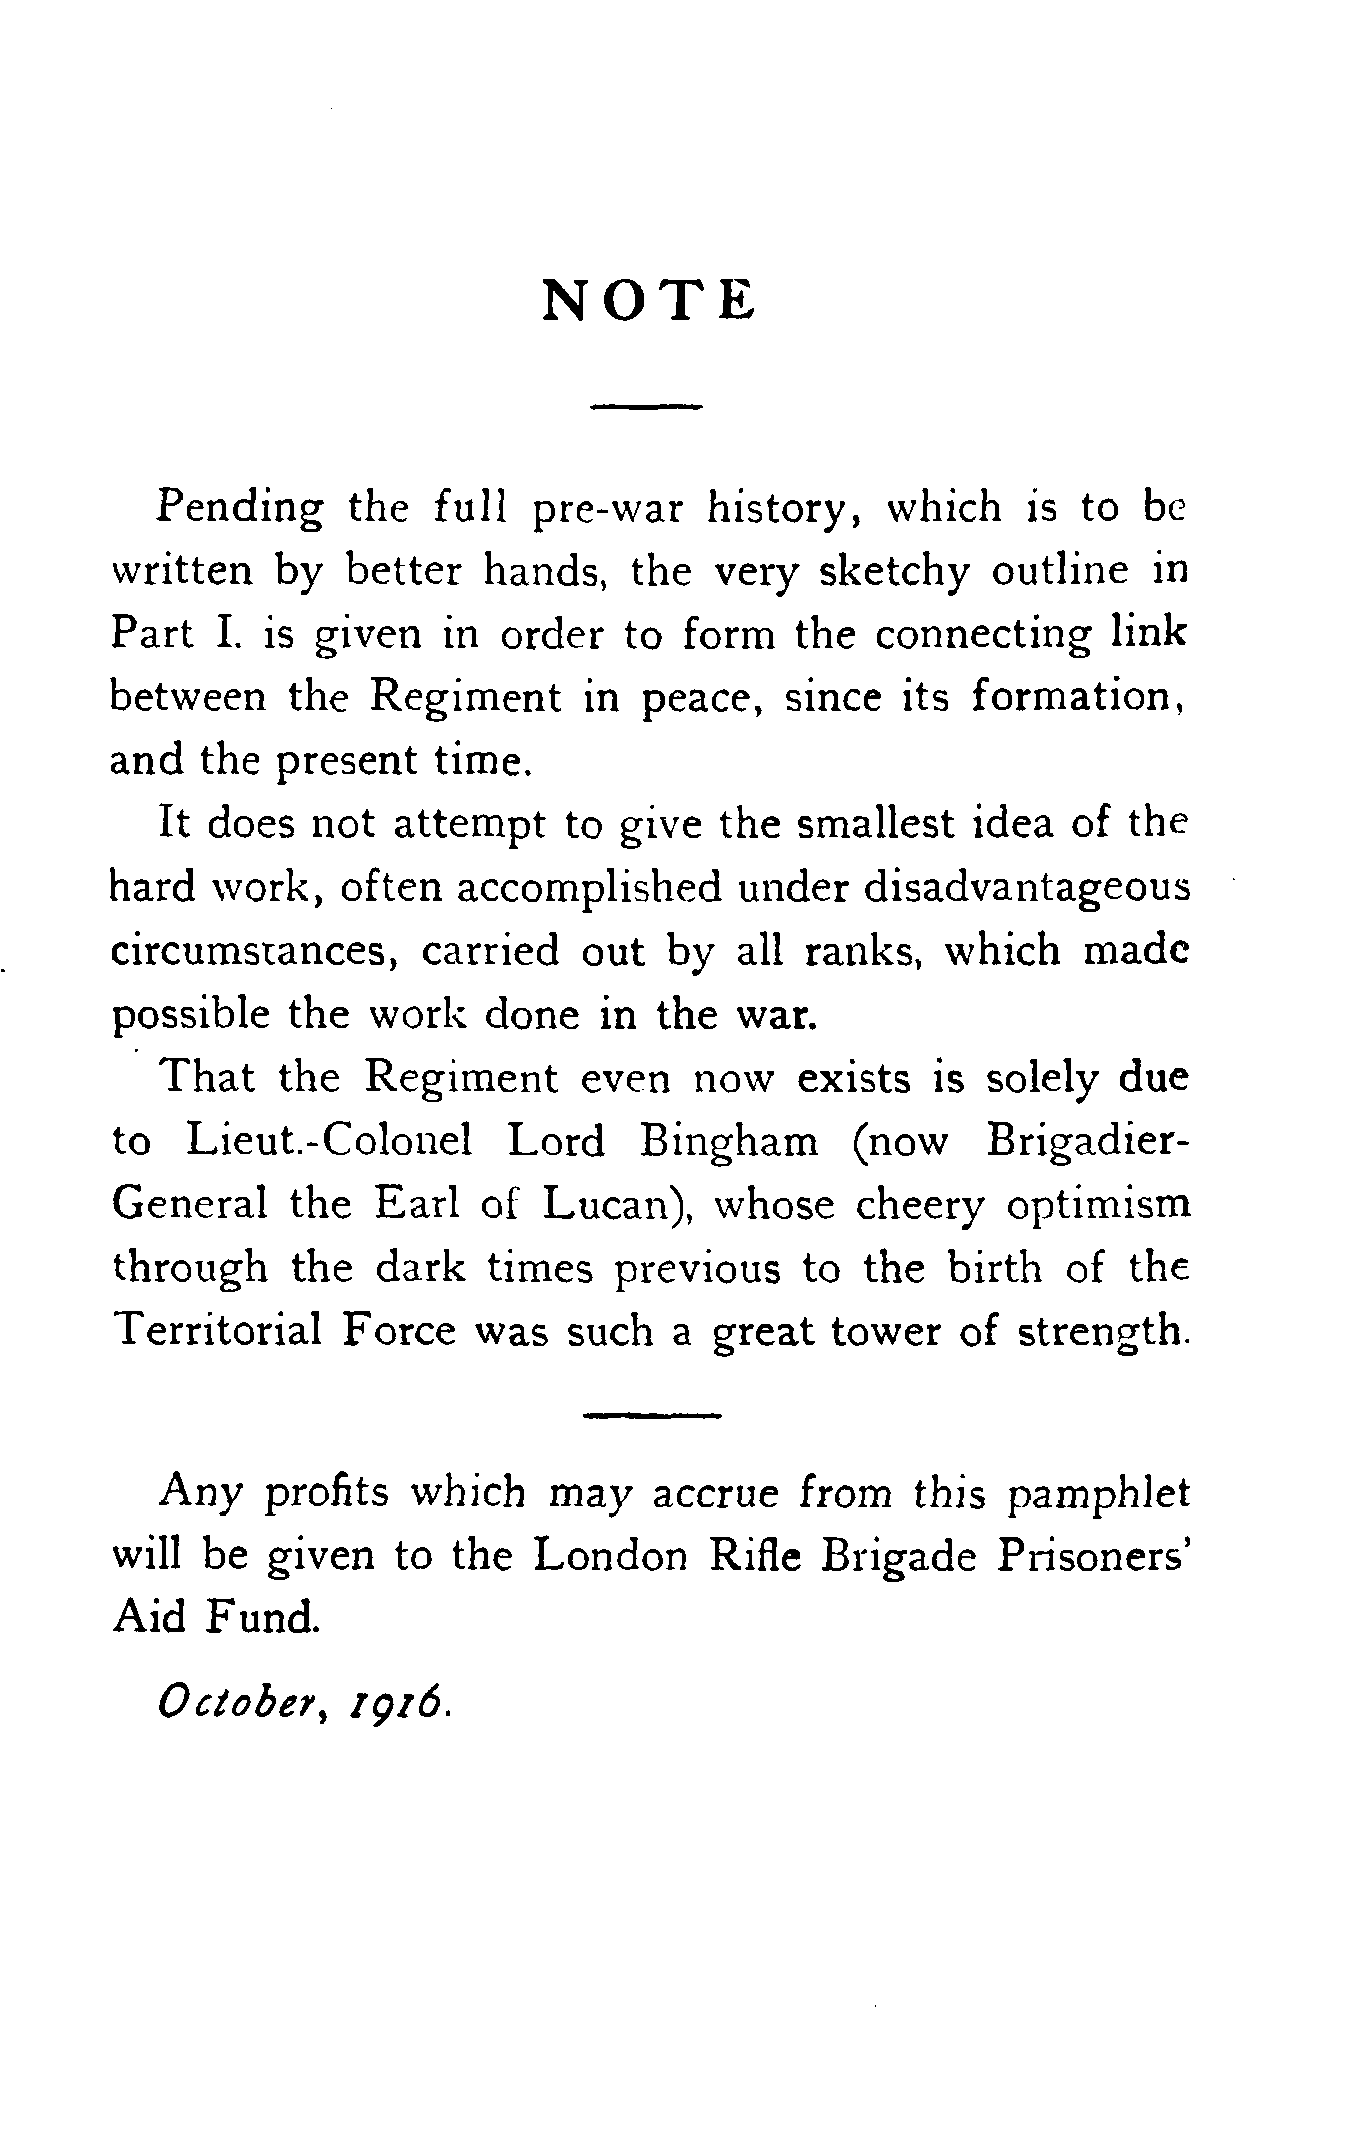 NOTE
Pending the full pre-war history, which is to be
written by better hands, the very sketchy outline in
Part I. is given in order to form the connecting link
between the Regiment in peace, since its formation,
and the present time.
It does not attempt to give the smallest idea of the
hard work, often accomplished under disadvantageous
circumstances, carried out by all ranks, which made
possible the work done in the war.
That the Regiment even now exists is solely due
to Lieut.-Colonel Lord Bingham (now Brigadier-
General the Earl of Lucan), whose cheery optimism
through the dark times previous to the birth of the
Territorial Force was such a great tower of strength.
Any profits which may accrue from this pamphlet
will be given to the London Rifle Brigade Prisoners'
Aid Fund.
October, 1916.